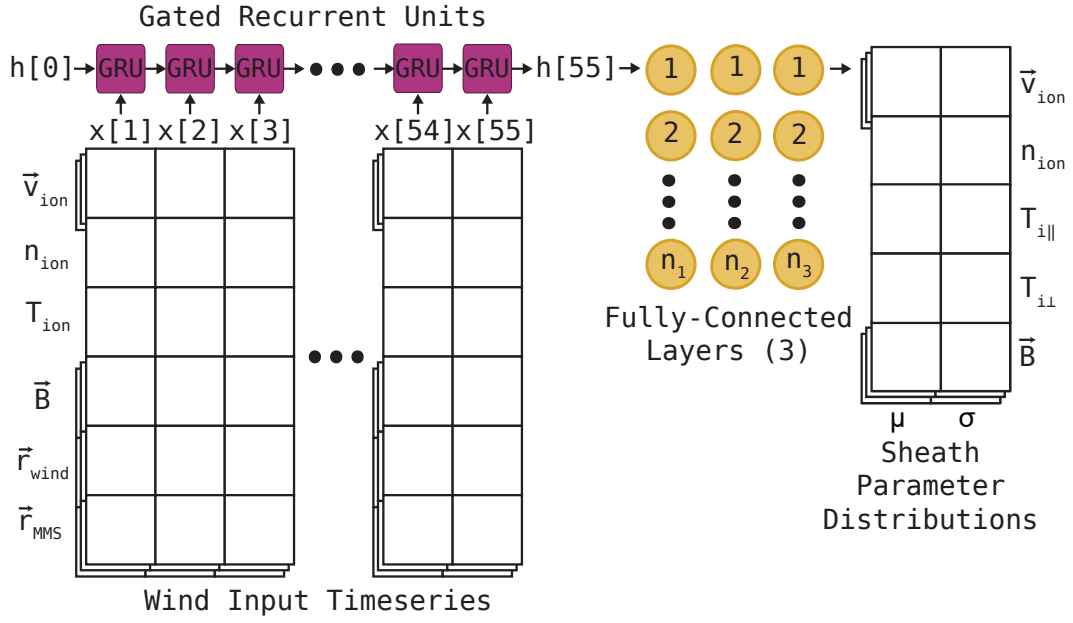 Gated Recurrent Units
h[0] GRU GRU GRU GRU GRU h[55]
x[1] x[2] x[3] x[54] x[55]
v⃗ion
nion
Tion
B⃗
r⃗wind
r⃗MMS
Wind Input Timeseries
1 1 1
2 2 2
n1 n2 n3
Fully-Connected
Layers (3)
v⃗ion
nion
Ti∥
Ti⊥
B⃗
μ σ
Sheath
Parameter
Distributions